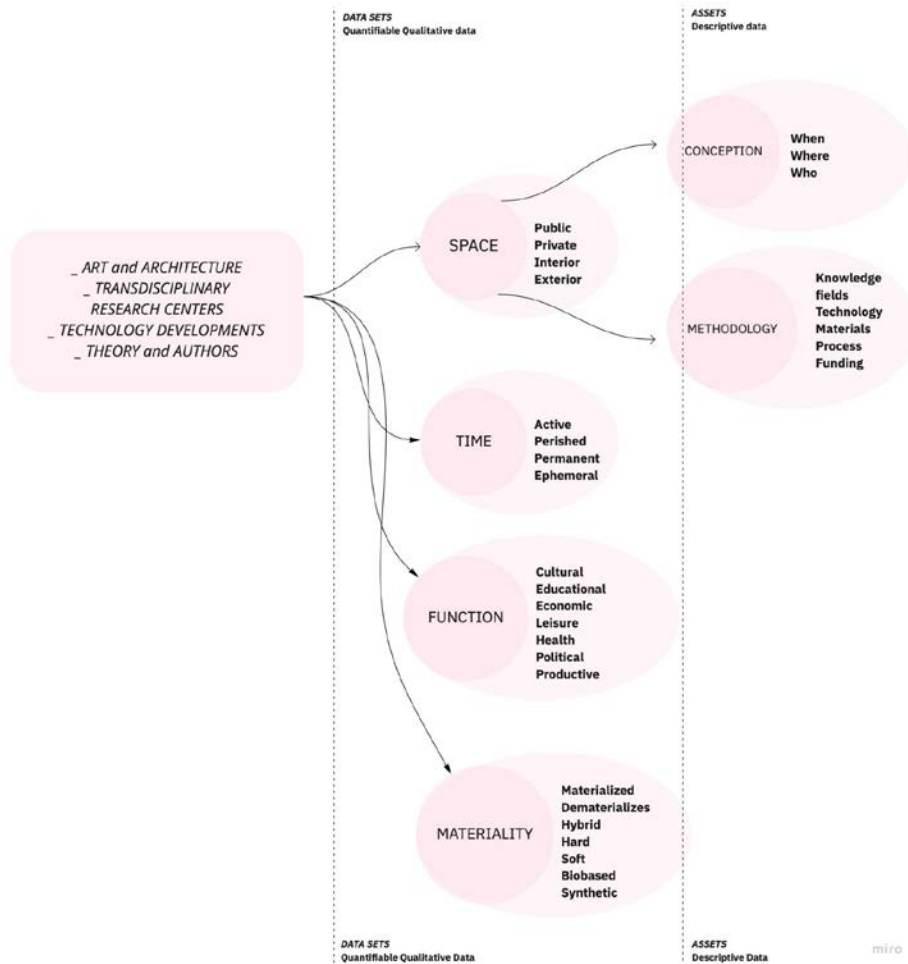 DATA SETS
Quantifiable Qualitative data
ASSETS
Descriptive data
_ ART and ARCHITECTURE
_ TRANSDISCIPLINARY
RESEARCH CENTERS
_ TECHNOLOGY DEVELOPMENTS
_ THEORY and AUTHORS
SPACE
Public
Private
Interior
Exterior
CONCEPTION
When
Where
Who
METHODOLOGY
Knowledge
fields
Technology
Materials
Process
Funding
TIME
Active
Perished
Permanent
Ephemeral
FUNCTION
Cultural
Educational
Economic
Leisure
Health
Political
Productive
MATERIALITY
Materialized
Dematerializes
Hybrid
Hard
Soft
Biobased
Synthetic
DATA SETS
Quantifiable Qualitative Data
ASSETS
Descriptive Data
miro